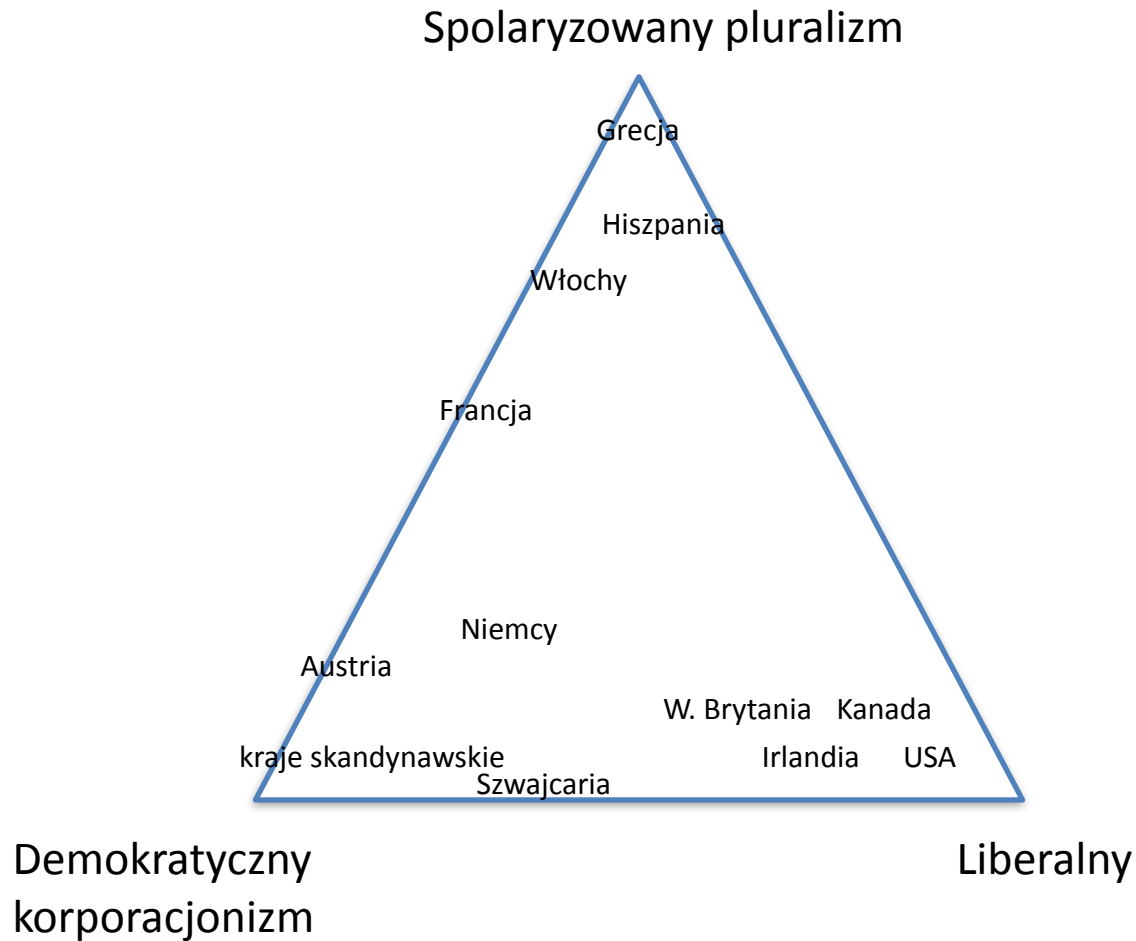 Spolaryzowany pluralizm
Grecja
Hiszpania
Włochy
Francja
Niemcy
Austria
W. Brytania Kanada
kraje skandynawskie
Irlandia USA
Szwajcaria
Demokratyczny
korporacjonizm
Liberalny